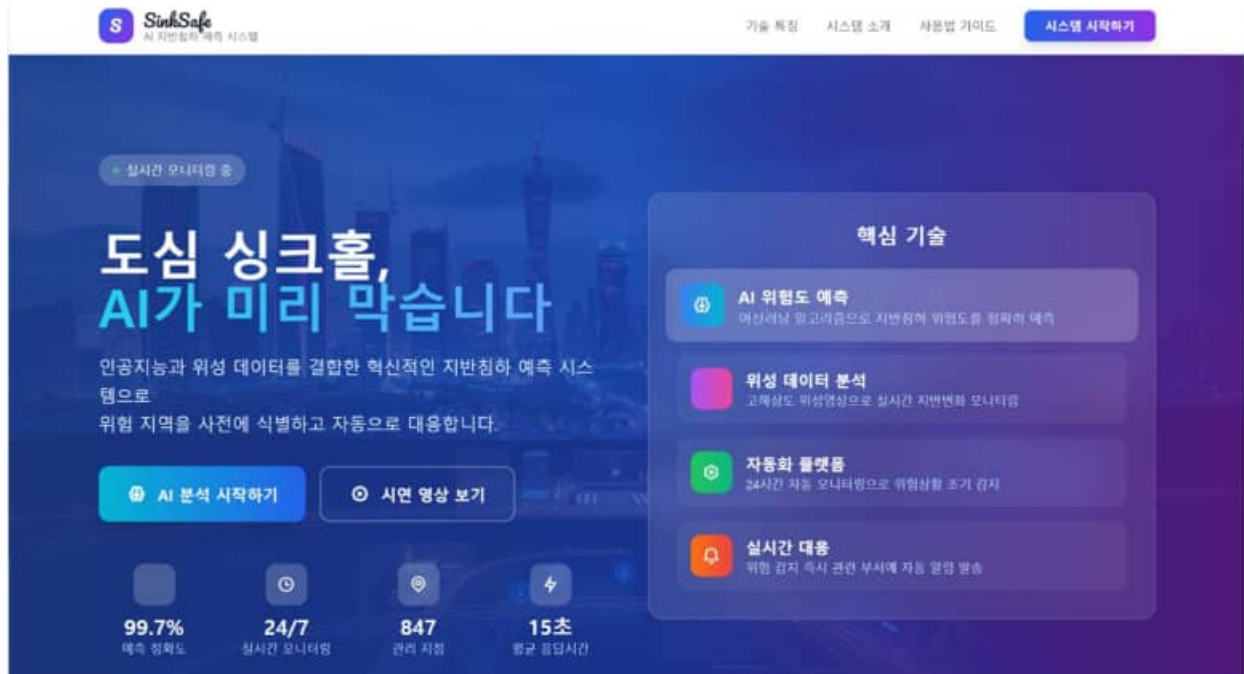 S
SinkSafe
AI 지반침하 예측 시스템
기술 특징
시스템 소개
사용법 가이드
시스템 시작하기
실시간 모니터링 중
도심 싱크홀,
AI가 미리 막습니다
인공지능과 위성 데이터를 결합한 혁신적인 지반침하 예측 시스
템으로
위험 지역을 사전에 식별하고 자동으로 대응합니다.
AI 분석 시작하기
시연 영상 보기
99.7%
예측 정확도
24/7
실시간 모니터링
847
관리 지점
15초
평균 응답시간
핵심 기술
AI 위험도 예측
머신러닝 알고리즘으로 지반침하 위험도를 정확히 예측
위성 데이터 분석
고해상도 위성영상으로 실시간 지반변화 모니터링
자동화 플랫폼
24시간 자동 모니터링으로 위험상황 조기 감지
실시간 대응
위험 감지 즉시 관련 부서에 자동 알림 발송